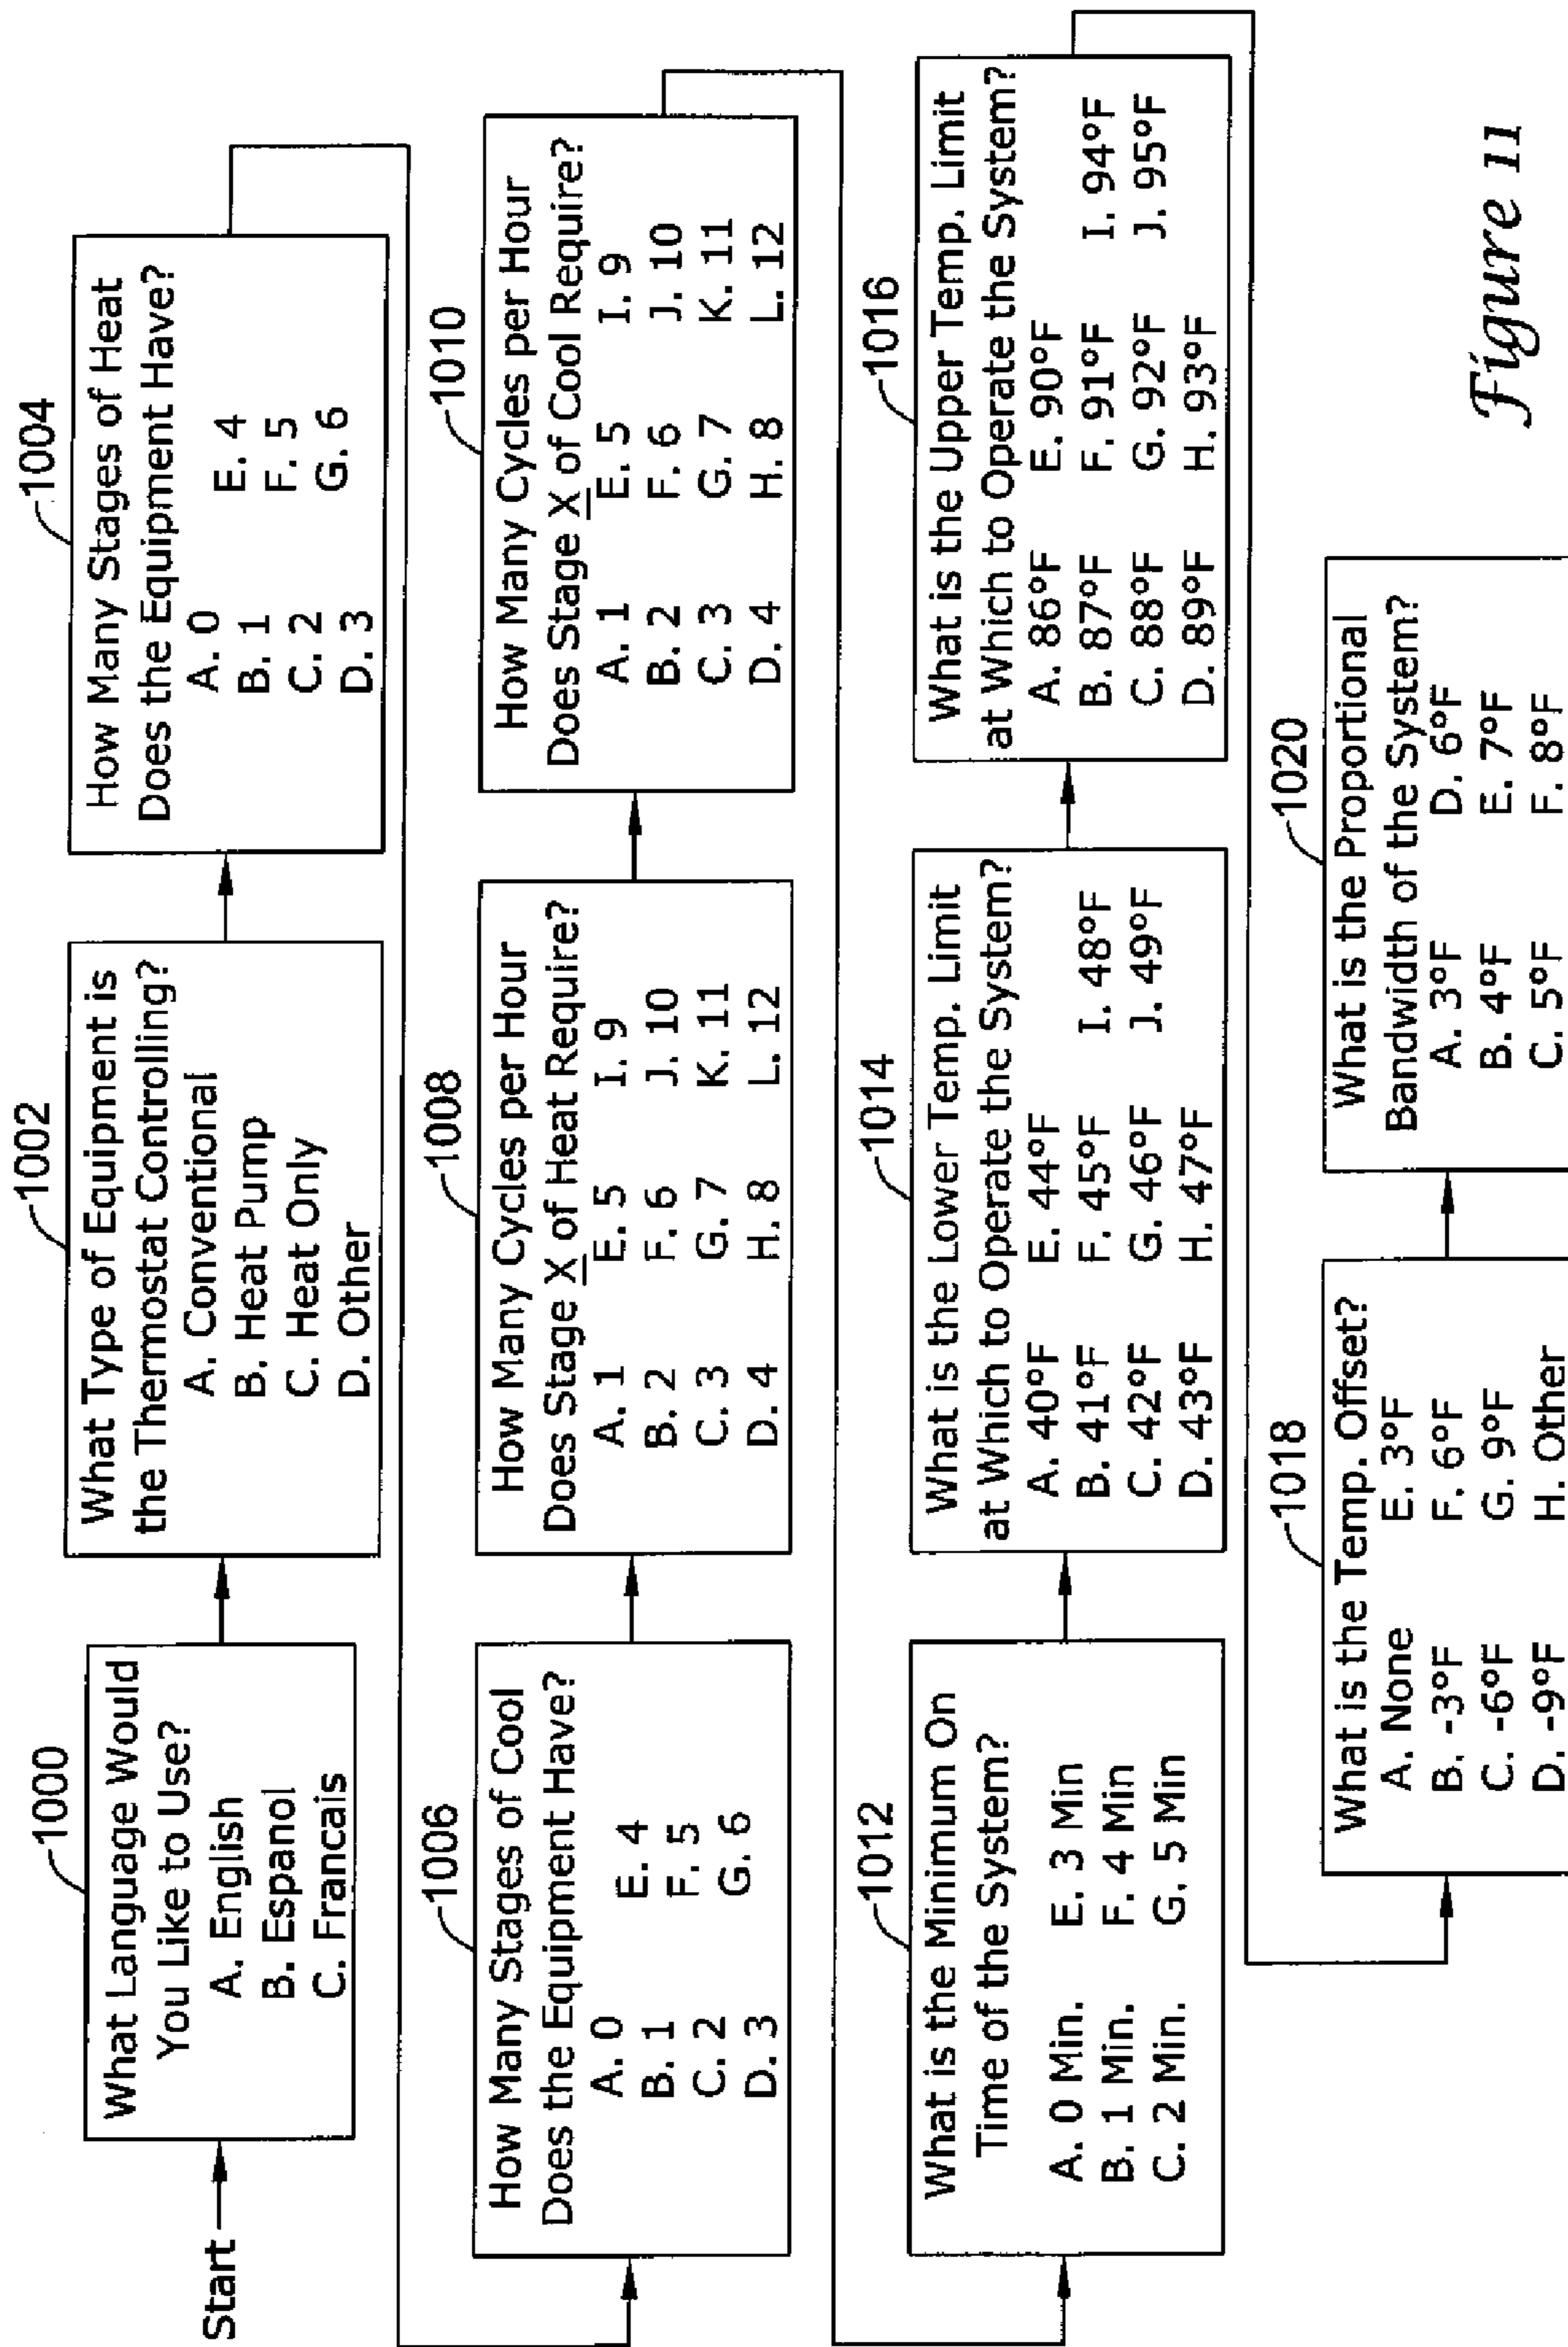 1000
Start
What Language Would
You Like to Use?
A. English
B. Espanol
C. Francais
1002
What Type of Equipment is
the Thermostat Controlling?
A. Conventional
B. Heat Pump
C. Heat Only
D. Other
1004
How Many Stages of Heat
Does the Equipment Have?
A. 0 E. 4
B. 1 F. 5
C. 2 G. 6
D. 3
1006
How Many Stages of Cool
Does the Equipment Have?
A. 0 E. 4
B. 1 F. 5
C. 2 G. 6
D. 3
1008
How Many Cycles per Hour
Does Stage X of Heat Require?
A. 1 E. 5 I. 9
B. 2 F. 6 J. 10
C. 3 G. 7 K. 11
D. 4 H. 8 L. 12
1010
How Many Cycles per Hour
Does Stage X of Cool Require?
A. 1 E. 5 I. 9
B. 2 F. 6 J. 10
C. 3 G. 7 K. 11
D. 4 H. 8 L. 12
1012
What is the Minimum On
Time of the System?
A. 0 Min. E. 3 Min
B. 1 Min. F. 4 Min
C. 2 Min. G. 5 Min
1014
What is the Lower Temp. Limit
at Which to Operate the System?
A. 40°F E. 44°F
B. 41°F F. 45°F I. 48°F
C. 42°F G. 46°F J. 49°F
D. 43°F H. 47°F
1016
What is the Upper Temp. Limit
at Which to Operate the System?
A. 86°F E. 90°F
B. 87°F F. 91°F I. 94°F
C. 88°F G. 92°F J. 95°F
D. 89°F H. 93°F
1018
What is the Temp. Offset?
A. None E. 3°F
B. -3°F F. 6°F
C. -6°F G. 9°F
D. -9°F H. Other
1020
What is the Proportional
Bandwidth of the System?
A. 3°F D. 6°F
B. 4°F E. 7°F
C. 5°F F. 8°F
Figure 11